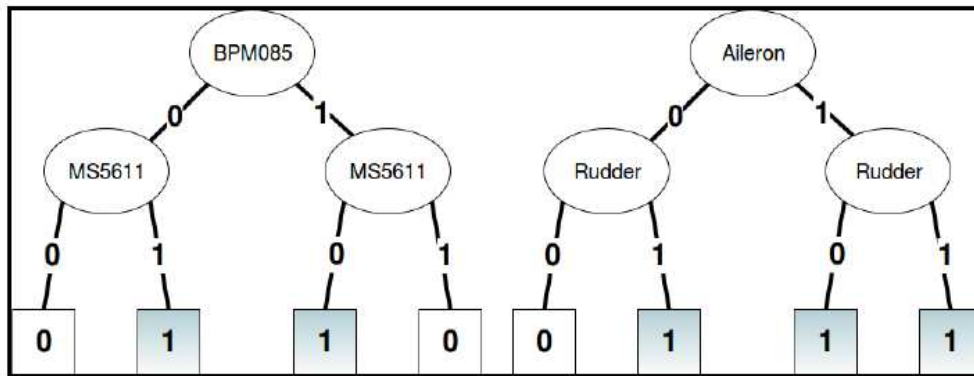 BPM085 Aileron
0 1 0 1
MS5611 MS5611 Rudder Rudder
0 1 0 1 0 1 0 1
0 1 1 0 0 1 1 1